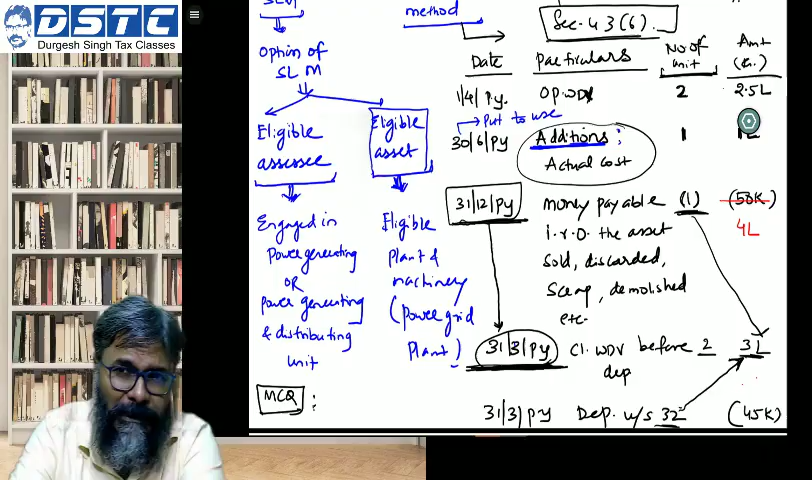 DSTC
Durgesh Singh Tax Classes
method
Sec. 43(6)
Option of
SLM
Date Particulars No of unit Amt
1/4/Py. Op. WDV 2 2.5L
Put to use
30/6/Py Additions: 1 1L
Actual cost
Eligible
assessee
Eligible
asset
31/12/Py money payable (1) (50K)
i.r.o. the asset 4L
sold, discarded,
scrap, demolished
etc.
31/3/Py Cl. WDV before 2 3L
dep
31/3/Py Dep. u/s 32 (45K)
Engaged in
Power generating
OR
Power generating
& distributing
unit
Eligible
plant &
machinery
(Power grid
Plant)
MCQ :